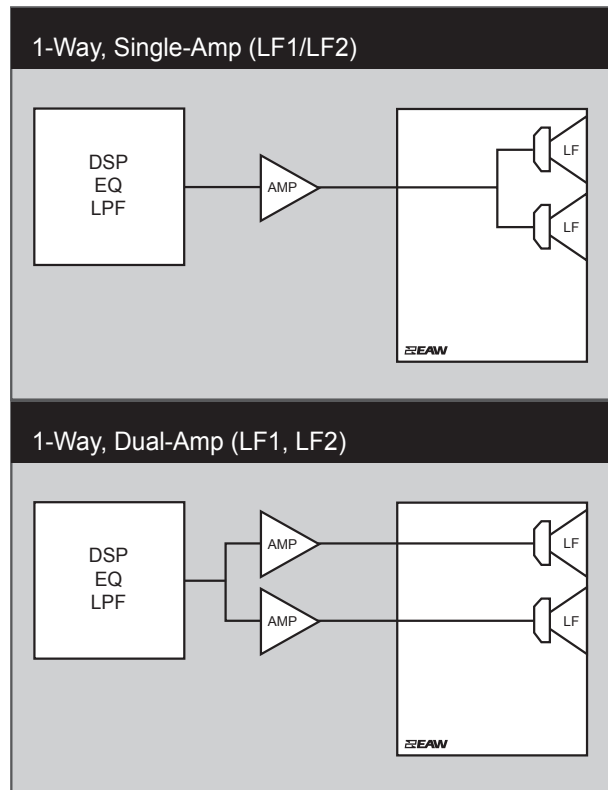 1-Way, Single-Amp (LF1/LF2)
DSP
EQ
LPF
AMP
LF
LF
EAW
1-Way, Dual-Amp (LF1, LF2)
DSP
EQ
LPF
AMP
AMP
LF
LF
EAW